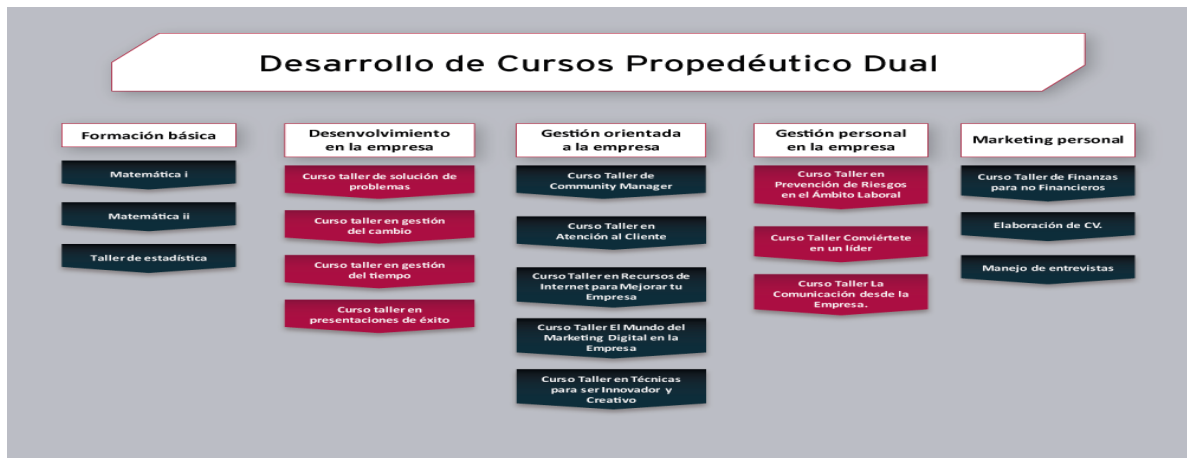 Desarrollo de Cursos Propedéutico Dual
Formación básica
Matemática i
Matemática ii
Taller de estadística
Desenvolvimiento
en la empresa
Curso taller de solución de
problemas
Curso taller en gestión
del cambio
Curso taller en gestión
del tiempo
Curso taller en
presentaciones de éxito
Gestión orientada
a la empresa
Curso Taller de
Community Manager
Curso Taller en
Atención al Cliente
Curso Taller en Recursos de
Internet para Mejorar tu
Empresa
Curso Taller El Mundo del
Marketing Digital en la
Empresa
Curso Taller en Técnicas
para ser Innovador y
Creativo
Gestión personal
en la empresa
Curso Taller en
Prevención de Riesgos
en el Ámbito Laboral
Curso Taller Conviértete
en un líder
Curso Taller La
Comunicación desde la
Empresa.
Marketing personal
Curso Taller de Finanzas
para no Financieros
Elaboración de CV.
Manejo de entrevistas